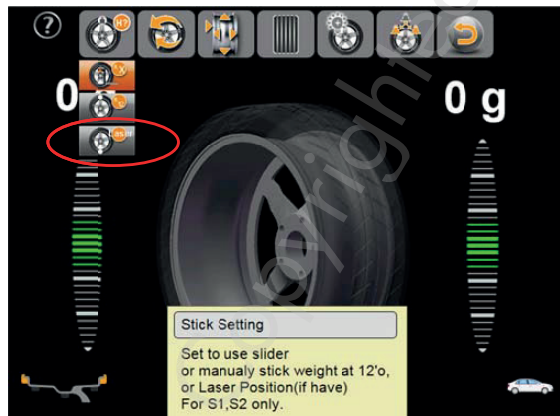 ?
H?
X
0
0 g
Laser
Stick Setting
Set to use slider
or manualy stick weight at 12'o,
or Laser Position(if have)
For S1,S2 only.